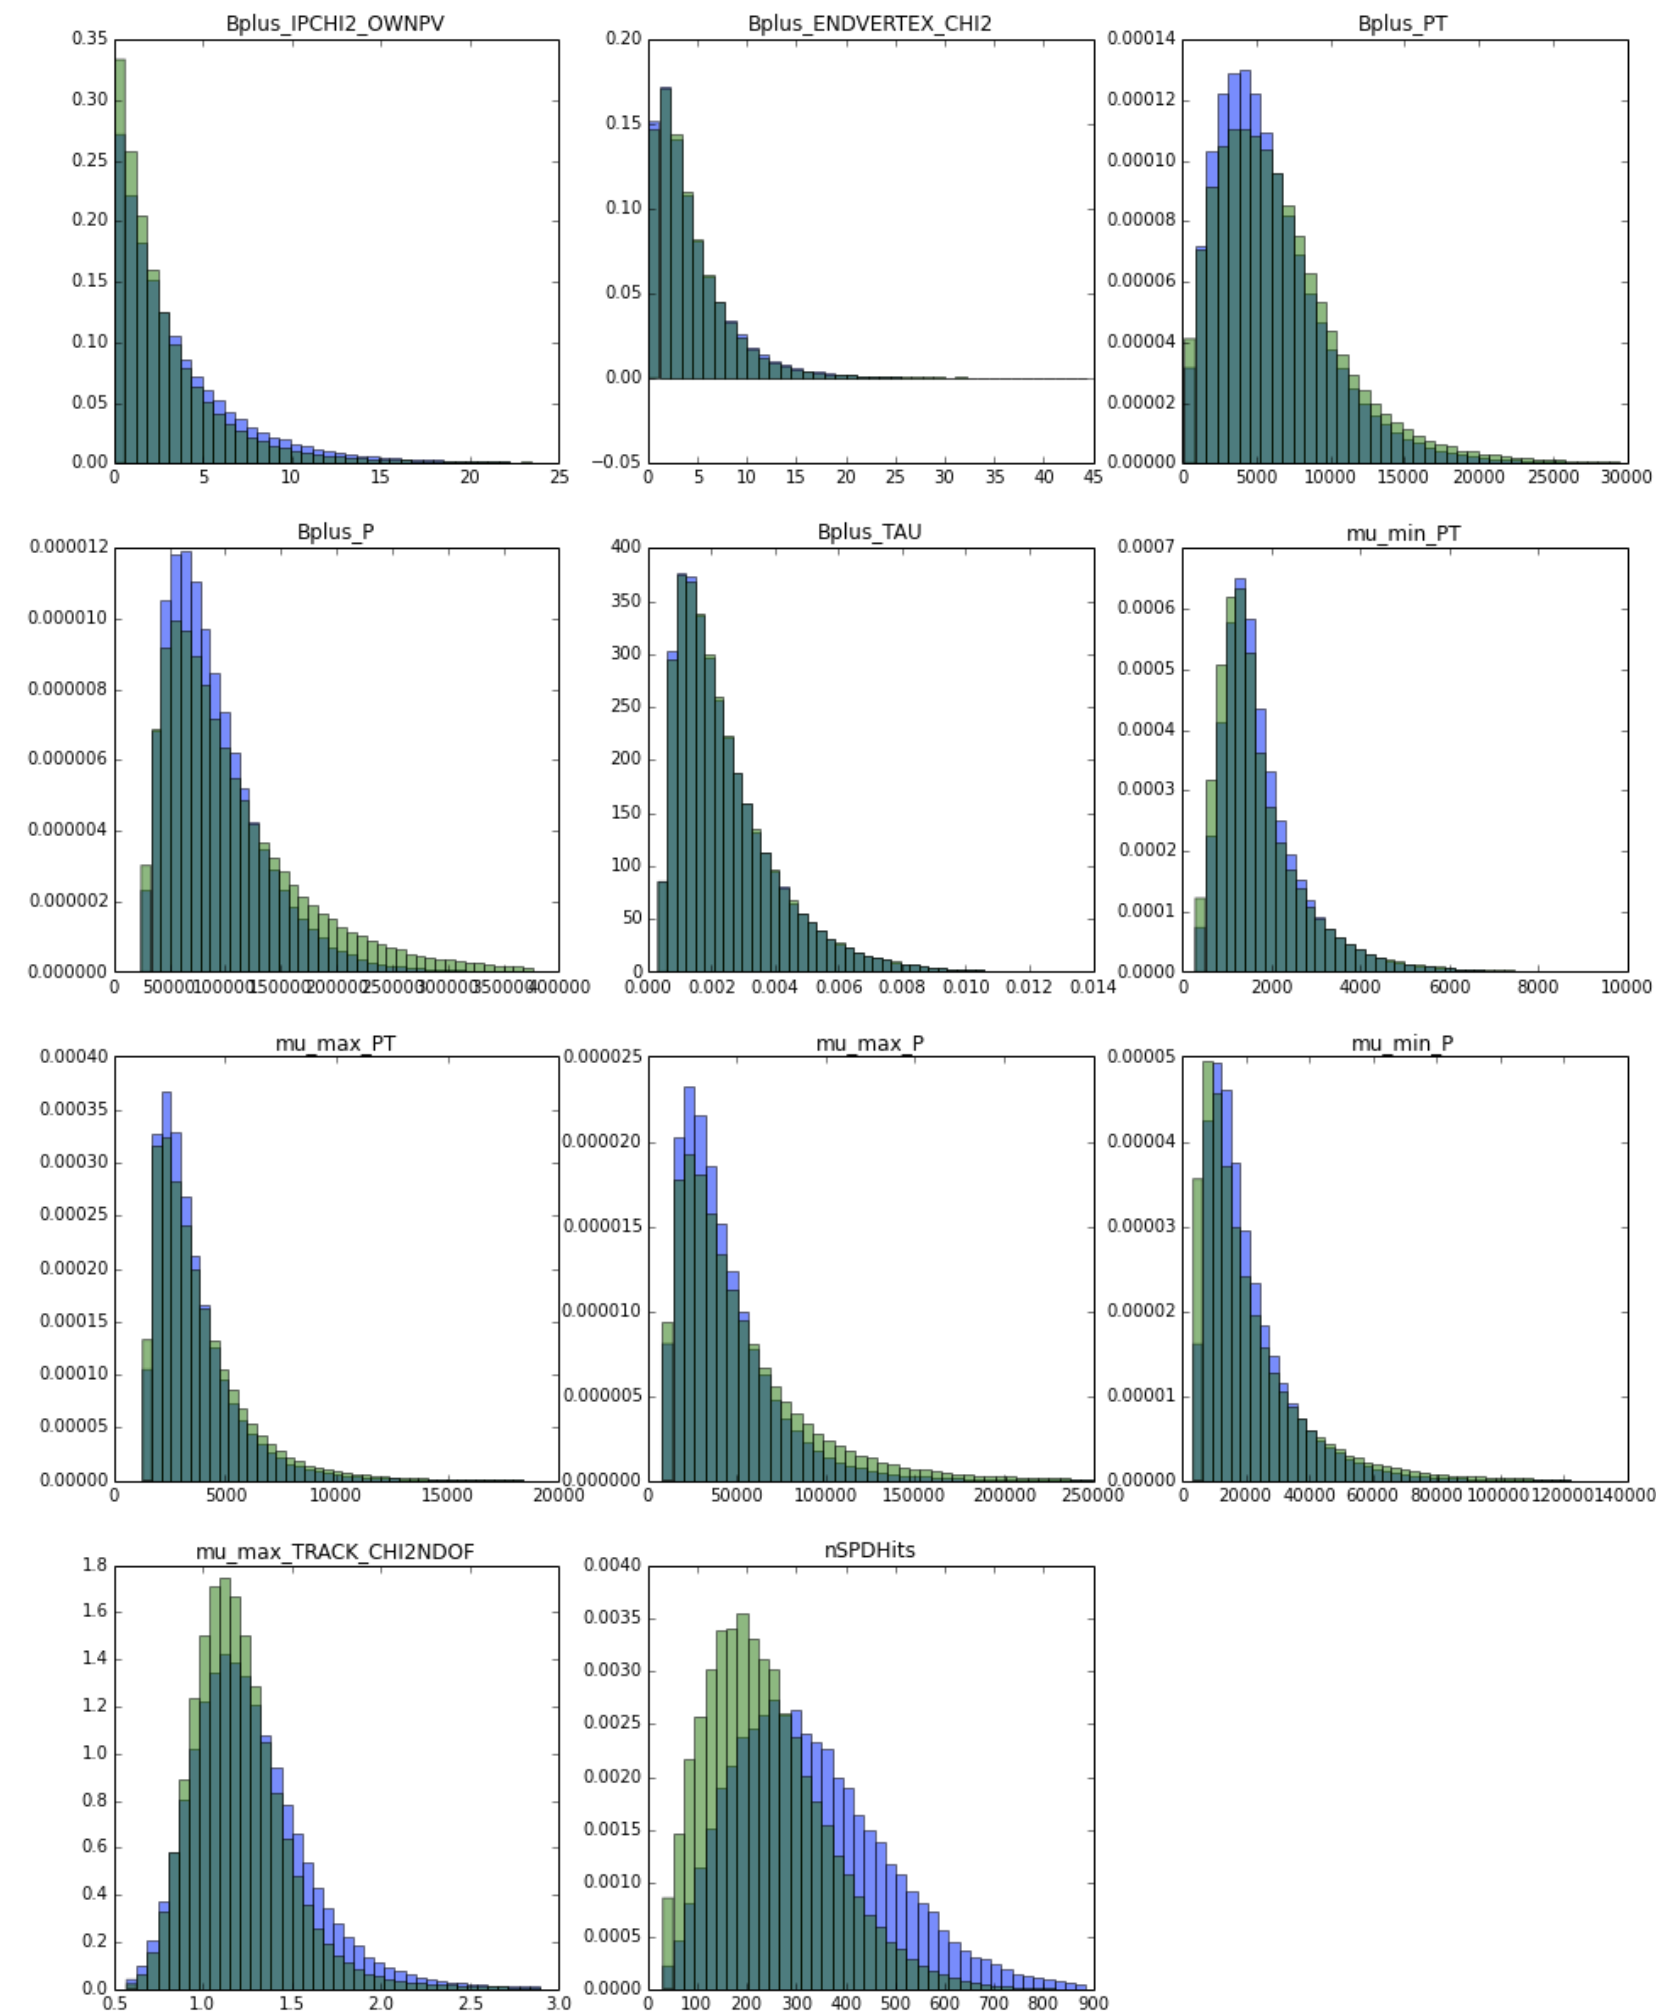 Bplus_IPCHI2_OWNPV Bplus_ENDVERTEX_CHI2 Bplus_PT
0.35 0.20 0.00014
0.30 0.15 0.00012
0.25 0.10 0.00010
0.20 0.05 0.00008
0.15 0.00 0.00006
0.10 −0.05 0.00004
0.05 0.00002
0.00 0.00000
0 5 10 15 20 25 0 5 10 15 20 25 30 35 40 45 0 5000 10000 15000 20000 25000 30000
Bplus_P Bplus_TAU mu_min_PT
0.000012 400 0.0007
0.000010 350 0.0006
0.000008 300 0.0005
0.000006 250 0.0004
0.000004 200 0.0003
0.000002 150 0.0002
0.000000 100 0.0001
50 0.0000
0
0 50000 100000 150000 200000 250000 300000 350000 400000 0.000 0.002 0.004 0.006 0.008 0.010 0.012 0.014 0 2000 4000 6000 8000 10000
mu_max_PT mu_max_P mu_min_P
0.00040 0.000025 0.00005
0.00035 0.000020 0.00004
0.00030 0.000015 0.00003
0.00025 0.000010 0.00002
0.00020 0.000005 0.00001
0.00015 0.000000 0.00000
0.00010
0.00005
0.00000
0 5000 10000 15000 20000 0 50000 100000 150000 200000 250000 0 20000 40000 60000 80000 100000 120000 140000
mu_max_TRACK_CHI2NDOF nSPDHits
1.8 0.0040
1.6 0.0035
1.4 0.0030
1.2 0.0025
1.0 0.0020
0.8 0.0015
0.6 0.0010
0.4 0.0005
0.2 0.0000
0.0
0.5 1.0 1.5 2.0 2.5 3.0 0 100 200 300 400 500 600 700 800 900